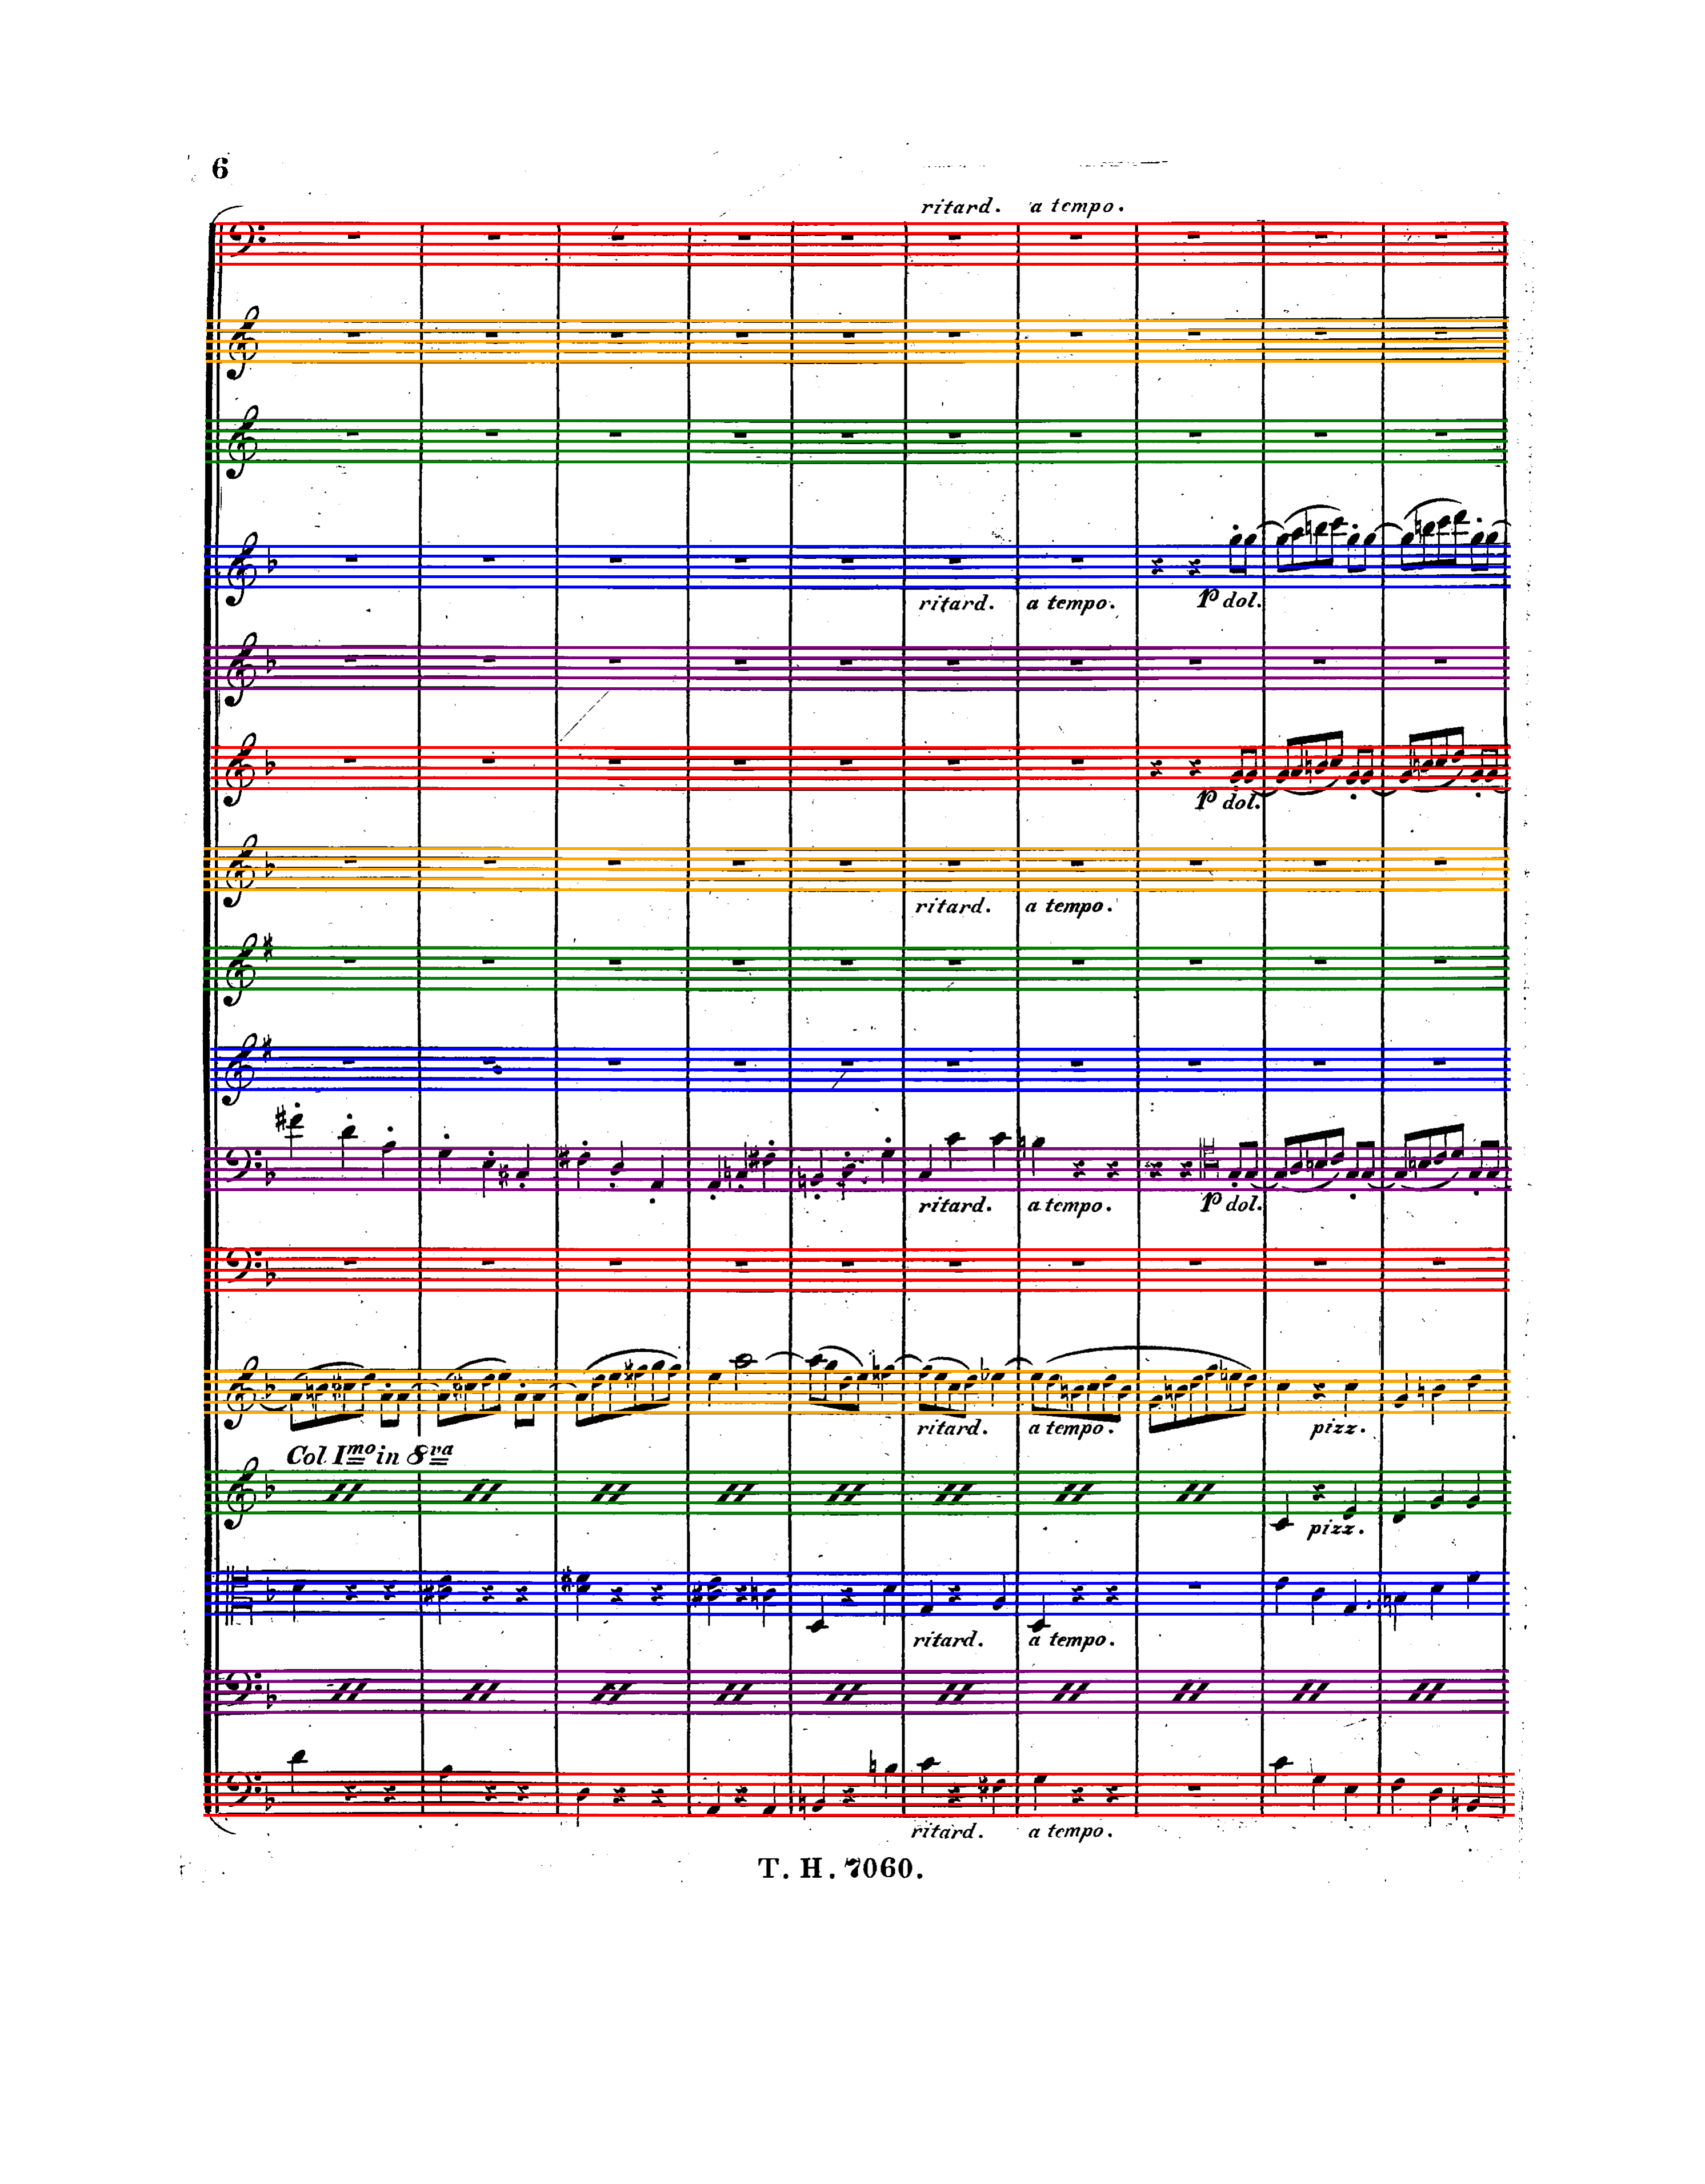 6
ritard. a tempo.
ritard. a tempo. p dol.
p dol.
ritard. a tempo.
ritard. a tempo. p dol.
ritard. a tempo. pizz.
Col I mo in 8 va
pizz.
ritard. a tempo.
ritard. a tempo.
T. H. 7060.